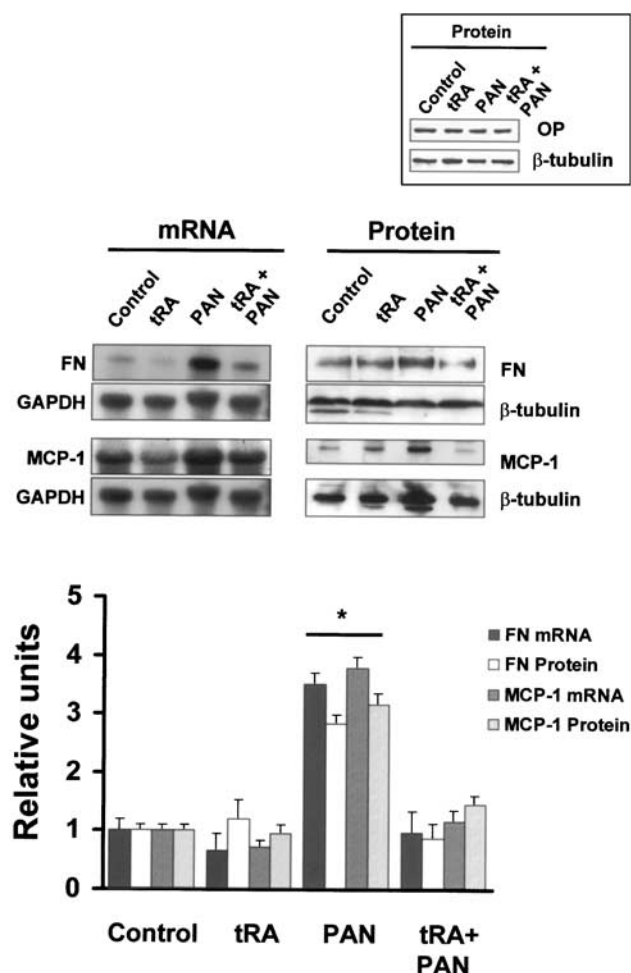 Protein
Control tRA PAN tRA + PAN
OP
β-tubulin
mRNA Protein
Control tRA PAN tRA + PAN Control tRA PAN tRA + PAN
FN FN
GAPDH β-tubulin
MCP-1 MCP-1
GAPDH β-tubulin
5
4
3
2
1
0
Relative units
*
FN mRNA
FN Protein
MCP-1 mRNA
MCP-1 Protein
Control tRA PAN tRA+
PAN